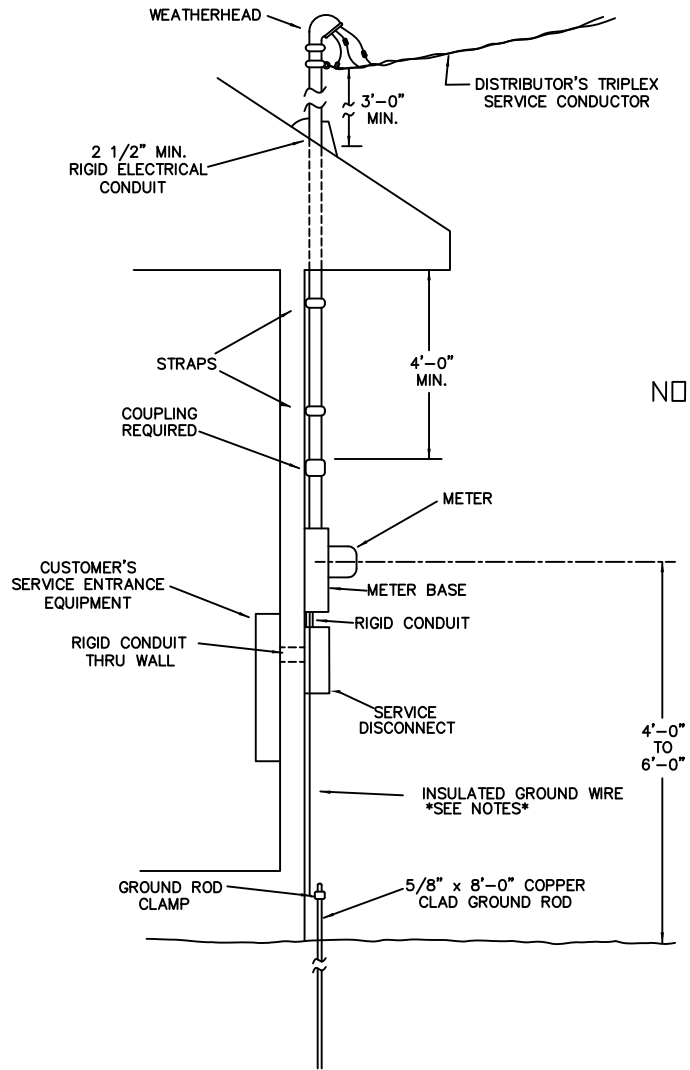 WEATHERHEAD
DISTRIBUTOR'S TRIPLEX
SERVICE CONDUCTOR
3'-0"
MIN.
2 1/2" MIN.
RIGID ELECTRICAL
CONDUIT
STRAPS
4'-0"
MIN.
NO
COUPLING
REQUIRED
METER
CUSTOMER'S
SERVICE ENTRANCE
EQUIPMENT
METER BASE
RIGID CONDUIT
RIGID CONDUIT
THRU WALL
SERVICE
DISCONNECT
4'-0"
TO
6'-0"
INSULATED GROUND WIRE
*SEE NOTES*
GROUND ROD
CLAMP
5/8" x 8'-0" COPPER
CLAD GROUND ROD